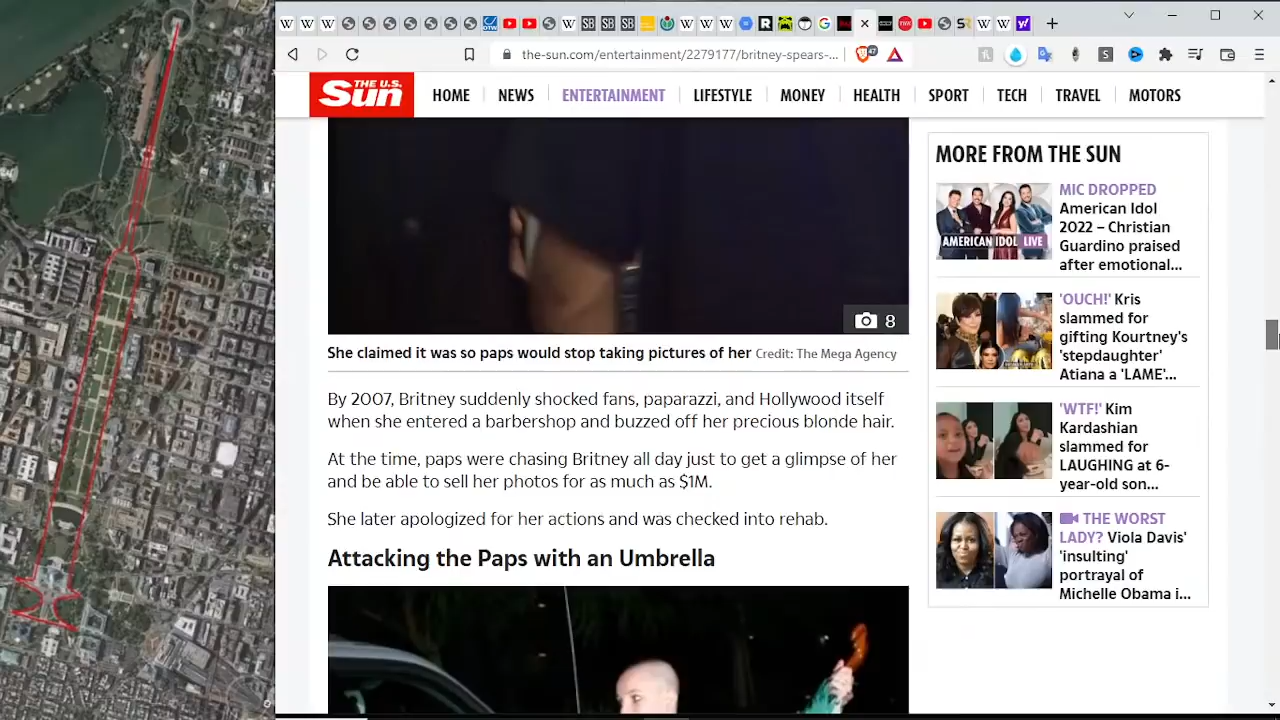 the-sun.com/entertainment/2279177/britney-spears-...
47
THE U.S.
Sun
HOME NEWS ENTERTAINMENT LIFESTYLE MONEY HEALTH SPORT TECH TRAVEL MOTORS
8
She claimed it was so paps would stop taking pictures of her Credit: The Mega Agency
By 2007, Britney suddenly shocked fans, paparazzi, and Hollywood itself
when she entered a barbershop and buzzed off her precious blonde hair.
At the time, paps were chasing Britney all day just to get a glimpse of her
and be able to sell her photos for as much as $1M.
She later apologized for her actions and was checked into rehab.
Attacking the Paps with an Umbrella
MORE FROM THE SUN
MIC DROPPED
American Idol
2022 – Christian
Guardino praised
after emotional...
AMERICAN IDOL LIVE
'OUCH!' Kris
slammed for
gifting Kourtney's
'stepdaughter'
Atiana a 'LAME'...
'WTF!' Kim
Kardashian
slammed for
LAUGHING at 6-
year-old son...
THE WORST
LADY? Viola Davis'
'insulting'
portrayal of
Michelle Obama i...